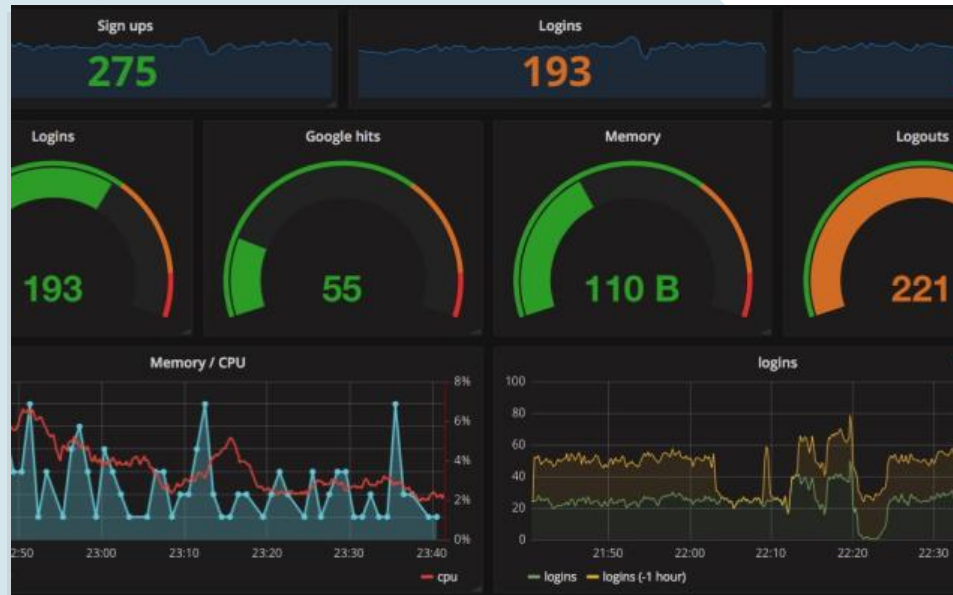 Sign ups
275
Logins
193
Logins
193
Google hits
55
Memory
110 B
Logouts
221
Memory / CPU
8%
6%
4%
2%
0%
2:50 23:00 23:10 23:20 23:30 23:40
cpu
logins
100
80
60
40
20
0
21:50 22:00 22:10 22:20 22:30
logins logins (-1 hour)